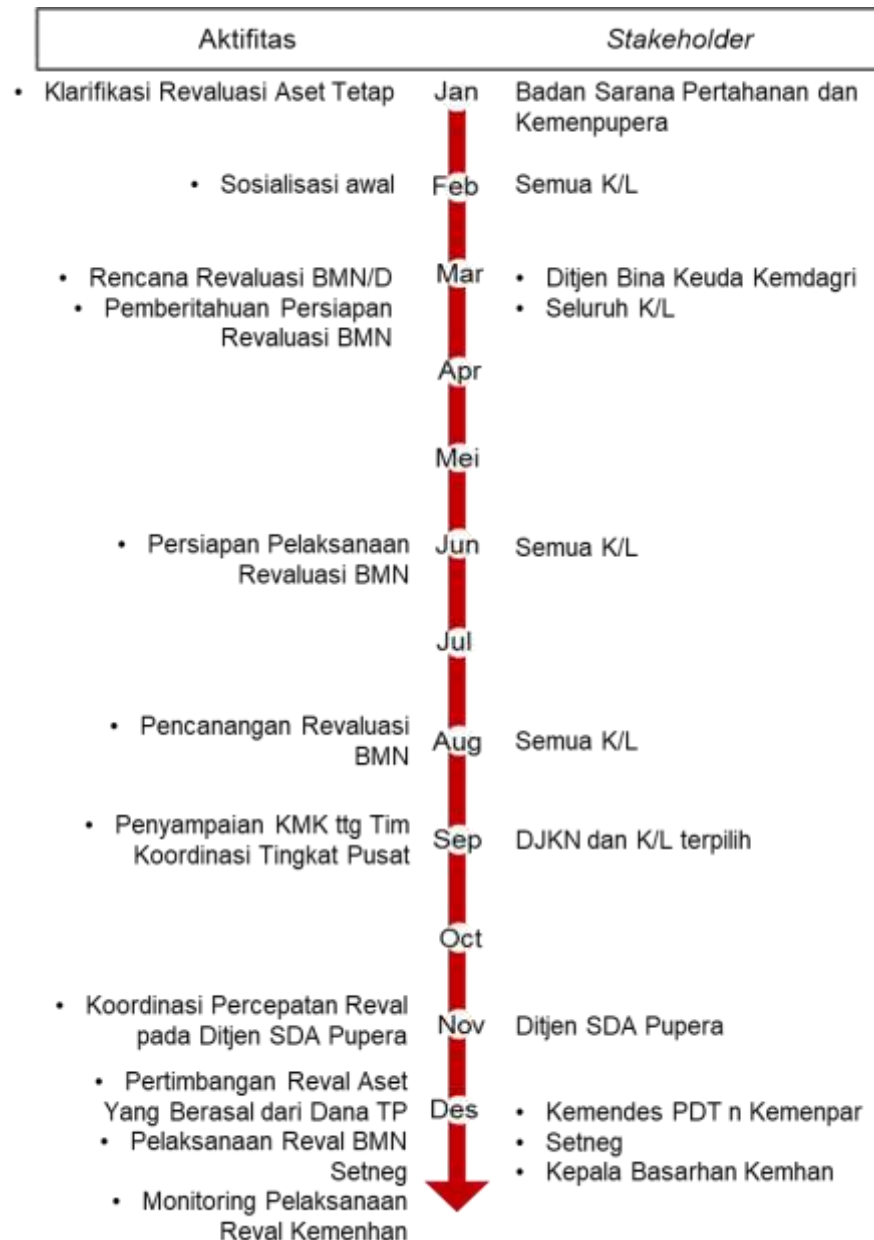 Aktifitas Stakeholder
• Klarifikasi Revaluasi Aset Tetap Jan Badan Sarana Pertahanan dan
Kemenpupera
• Sosialisasi awal Feb Semua K/L
• Rencana Revaluasi BMN/D Mar • Ditjen Bina Keuda Kemdagri
• Pemberitahuan Persiapan • Seluruh K/L
Revaluasi BMN
Apr
Mei
• Persiapan Pelaksanaan Jun Semua K/L
Revaluasi BMN
Jul
• Pencanangan Revaluasi
BMN Aug Semua K/L
• Penyampaian KMK ttg Tim
Koordinasi Tingkat Pusat Sep DJKN dan K/L terpilih
Oct
• Koordinasi Percepatan Reval
pada Ditjen SDA Pupera Nov Ditjen SDA Pupera
• Pertimbangan Reval Aset
Yang Berasal dari Dana TP Des • Kemendes PDT n Kemenpar
• Pelaksanaan Reval BMN • Setneg
Setneg • Kepala Basarhan Kemhan
• Monitoring Pelaksanaan
Reval Kemenhan